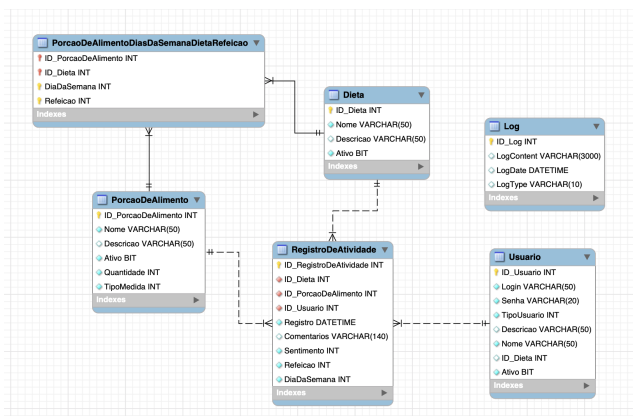 PorcaoDeAlimentoDiasDaSemanaDietaRefeicao
ID_PorcaoDeAlimento INT
ID_Dieta INT
DiaDaSemana INT
Refeicao INT
Indexes
Dieta
ID_Dieta INT
Nome VARCHAR(50)
Descricao VARCHAR(50)
Ativo BIT
Indexes
Log
ID_Log INT
LogContent VARCHAR(3000)
LogDate DATETIME
LogType VARCHAR(10)
Indexes
PorcaoDeAlimento
ID_PorcaoDeAlimento INT
Nome VARCHAR(50)
Descricao VARCHAR(50)
Ativo BIT
Quantidade INT
TipoMedida INT
Indexes
RegistroDeAtividade
ID_RegistroDeAtividade INT
ID_Dieta INT
ID_PorcaoDeAlimento INT
ID_Usuario INT
Registro DATETIME
Comentarios VARCHAR(140)
Sentimento INT
Refeicao INT
DiaDaSemana INT
Indexes
Usuario
ID_Usuario INT
Login VARCHAR(50)
Senha VARCHAR(20)
TipoUsuario INT
Descricao VARCHAR(50)
Nome VARCHAR(50)
ID_Dieta INT
Ativo BIT
Indexes